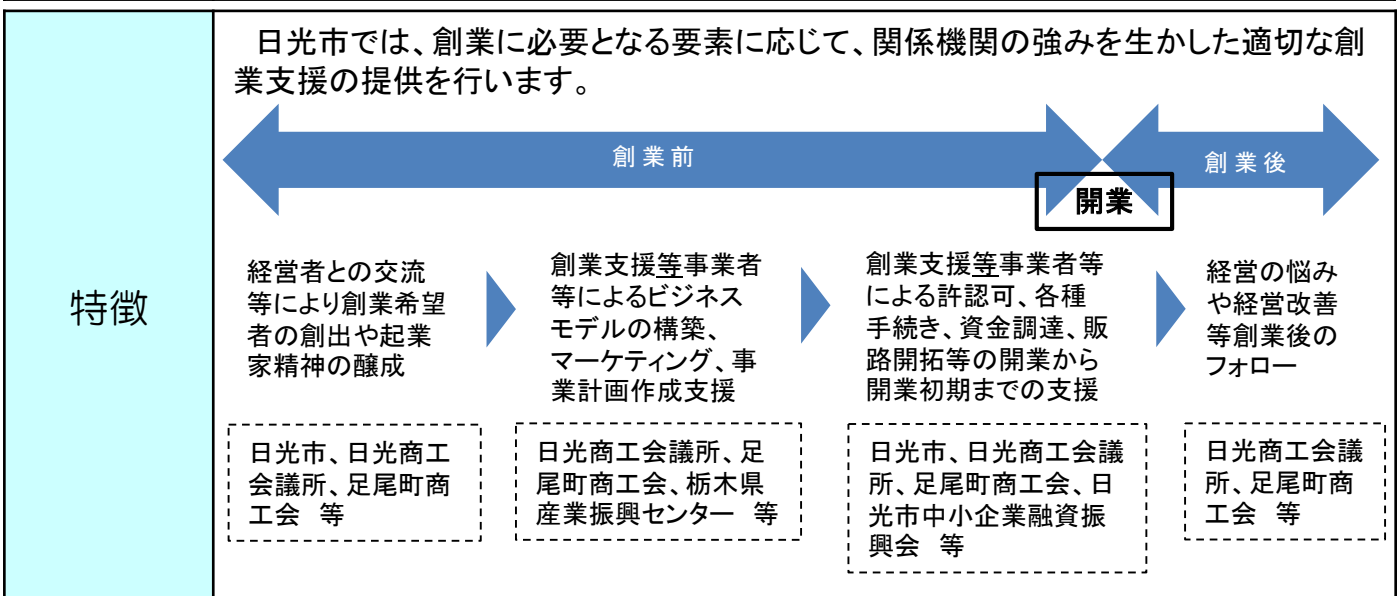 特徴
日光市では、創業に必要となる要素に応じて、関係機関の強みを生かした適切な創
業支援の提供を行います。
創業前
創業後
開業
経営者との交流
等により創業希望
者の創出や起業
家精神の醸成
創業支援等事業者
等によるビジネス
モデルの構築、
マーケティング、事
業計画作成支援
創業支援等事業者等
による許認可、各種
手続き、資金調達、販
路開拓等の開業から
開業初期までの支援
経営の悩み
や経営改善
等創業後の
フォロー
日光市、日光商工
会議所、足尾町商
工会 等
日光商工会議所、足
尾町商工会、栃木県
産業振興センター 等
日光市、日光商工会議
所、足尾町商工会、日
光市中小企業融資振
興会 等
日光商工会議
所、足尾町商
工会 等